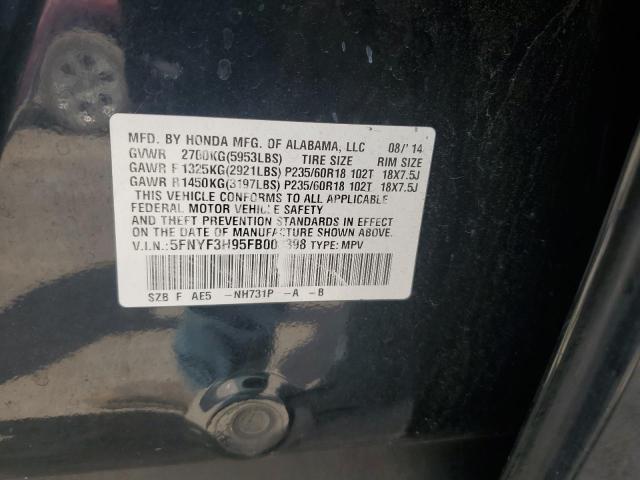 MFD. BY HONDA MFG. OF ALABAMA, LLC 08/'14
GVWR 2700KG(5953LBS) TIRE SIZE RIM SIZE
GAWR F 1325KG(2921LBS) P235/60R18 102T 18X7.5J
GAWR R 1450KG(3197LBS) P235/60R18 102T 18X7.5J
THIS VEHICLE CONFORMS TO ALL APPLICABLE
FEDERAL MOTOR VEHICLE SAFETY
AND THEFT PREVENTION STANDARDS IN EFFECT
ON THE DATE OF MANUFACTURE SHOWN ABOVE.
V.I.N.: TYPE: MPV
SZB F AE5 -NH731P -A -B